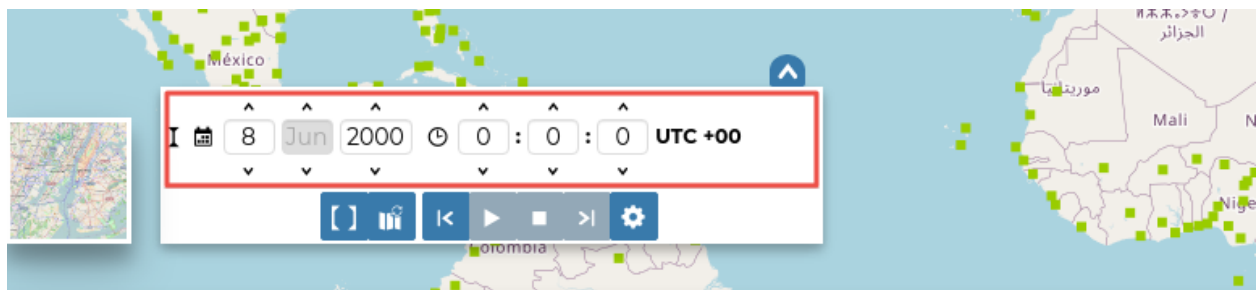 الجزائر
México
موريتانيا
Mali
8 Jun 2000 0 : 0 : 0 UTC +00
Nige
Colombia